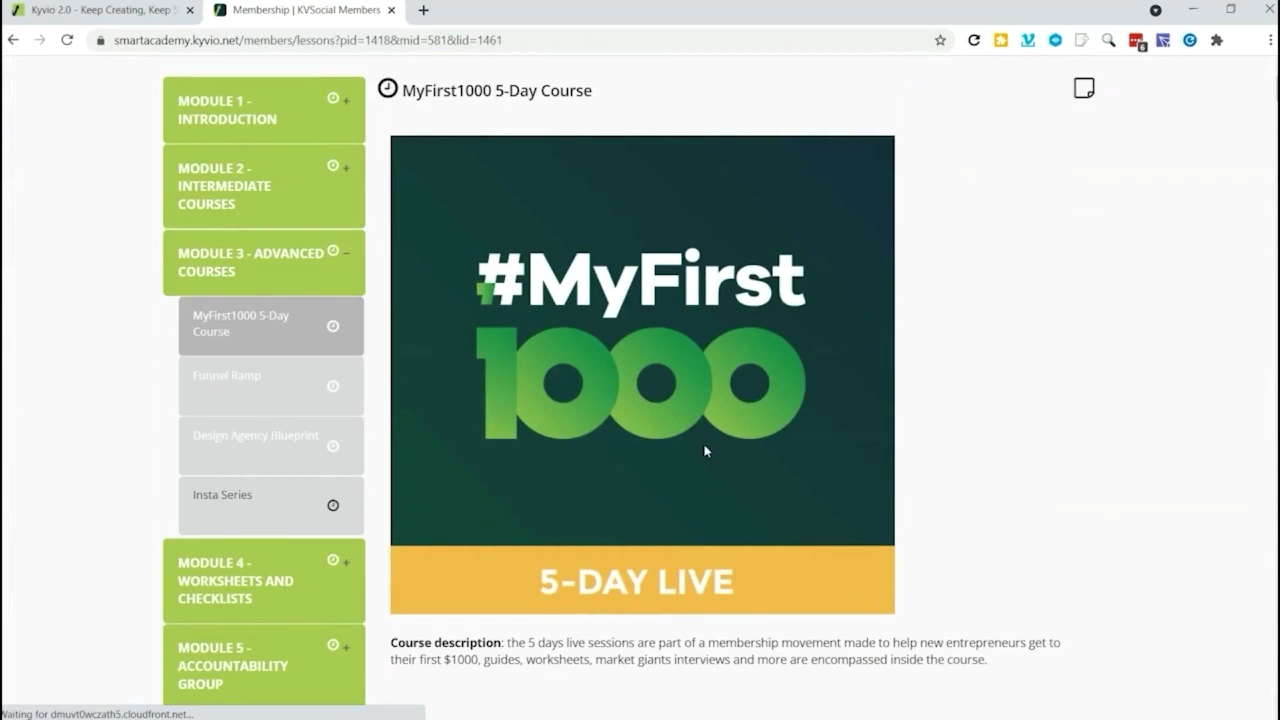 Kyvio 2.0 - Keep Creating, Keep S
Membership | KVSocial Members
smartacademy.kyvio.net/members/lessons?pid=1418&mid=581&lid=1461
6
MODULE 1 -
INTRODUCTION
MODULE 2 -
INTERMEDIATE
COURSES
MODULE 3 - ADVANCED
COURSES
MyFirst1000 5-Day
Course
Funnel Ramp
Design Agency Blueprint
Insta Series
MODULE 4 -
WORKSHEETS AND
CHECKLISTS
MODULE 5 -
ACCOUNTABILITY
GROUP
MyFirst1000 5-Day Course
#MyFirst
1000
5-DAY LIVE
Course description: the 5 days live sessions are part of a membership movement made to help new entrepreneurs get to
their first $1000, guides, worksheets, market giants interviews and more are encompassed inside the course.
Waiting for dmuvt0wczath5.cloudfront.net...